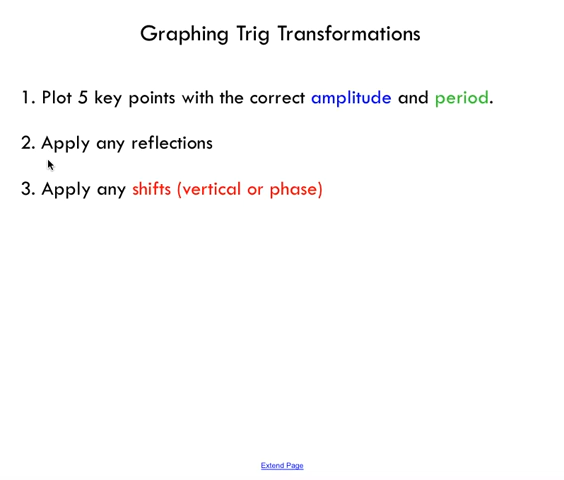 Graphing Trig Transformations
1. Plot 5 key points with the correct amplitude and period.
2. Apply any reflections
3. Apply any shifts (vertical or phase)
Extend Page